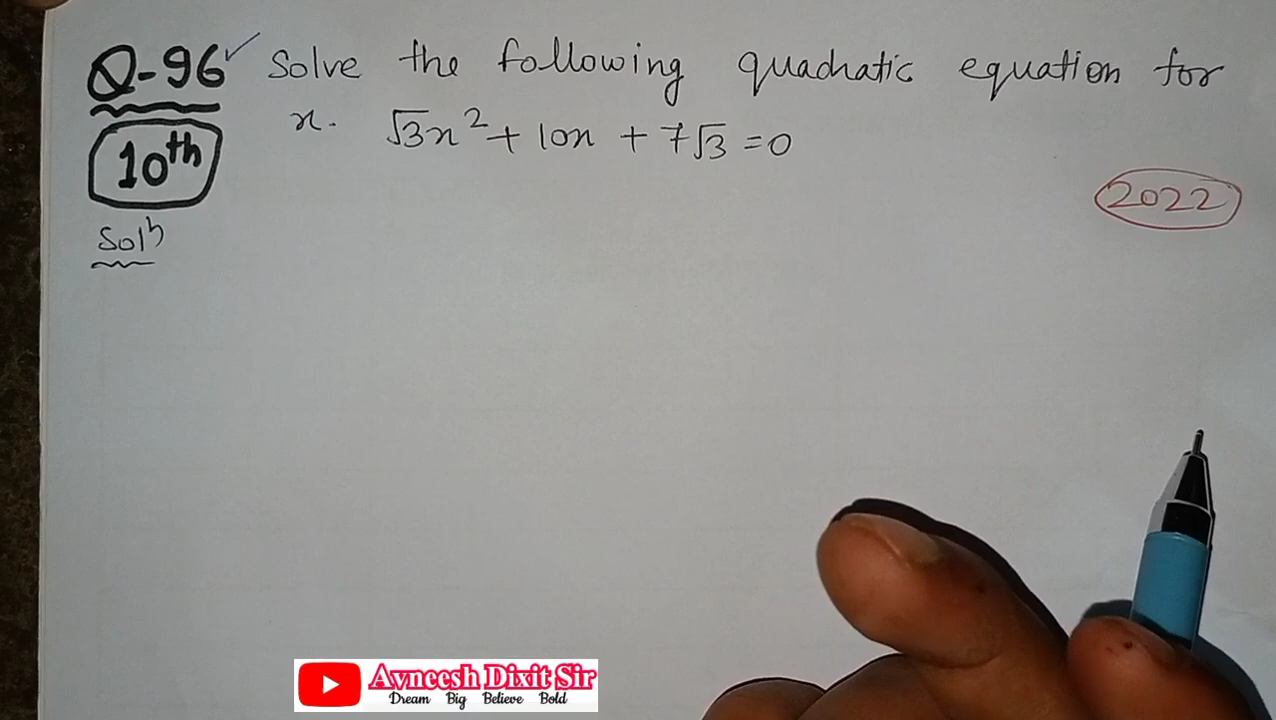 Q-96 Solve the following quadratic equation for
x. √3x² + 10x + 7√3 = 0
10th
2022
Solⁿ
Avneesh Dixit Sir
Dream Big Believe Bold